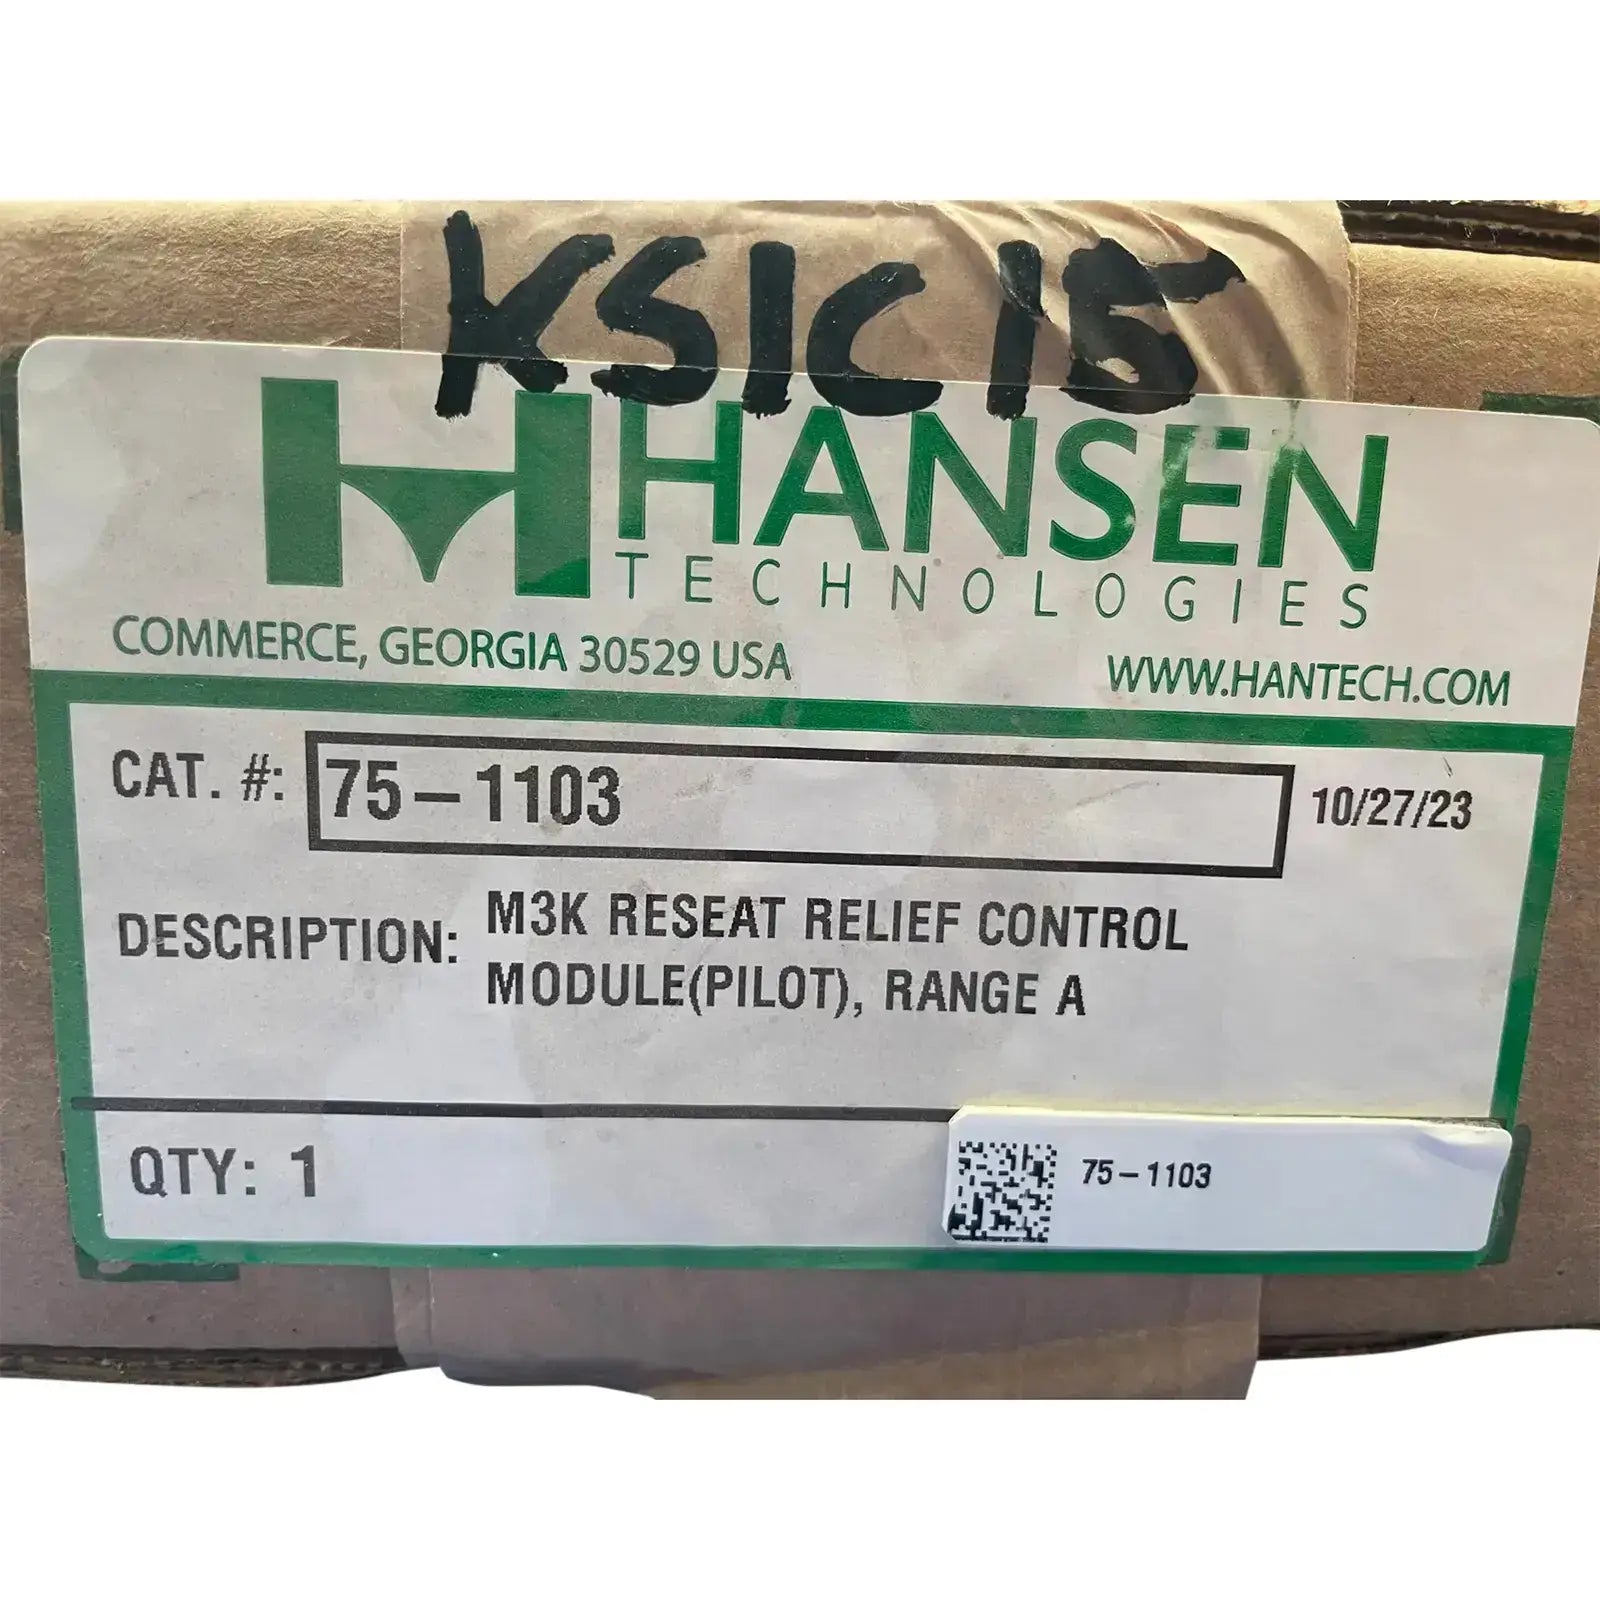 KSIC15
HANSEN
TECHNOLOGIES
COMMERCE, GEORGIA 30529 USA
WWW.HANTECH.COM
CAT. #: 75-1103
10/27/23
DESCRIPTION: M3K RESEAT RELIEF CONTROL
MODULE(PILOT), RANGE A
QTY: 1
75-1103